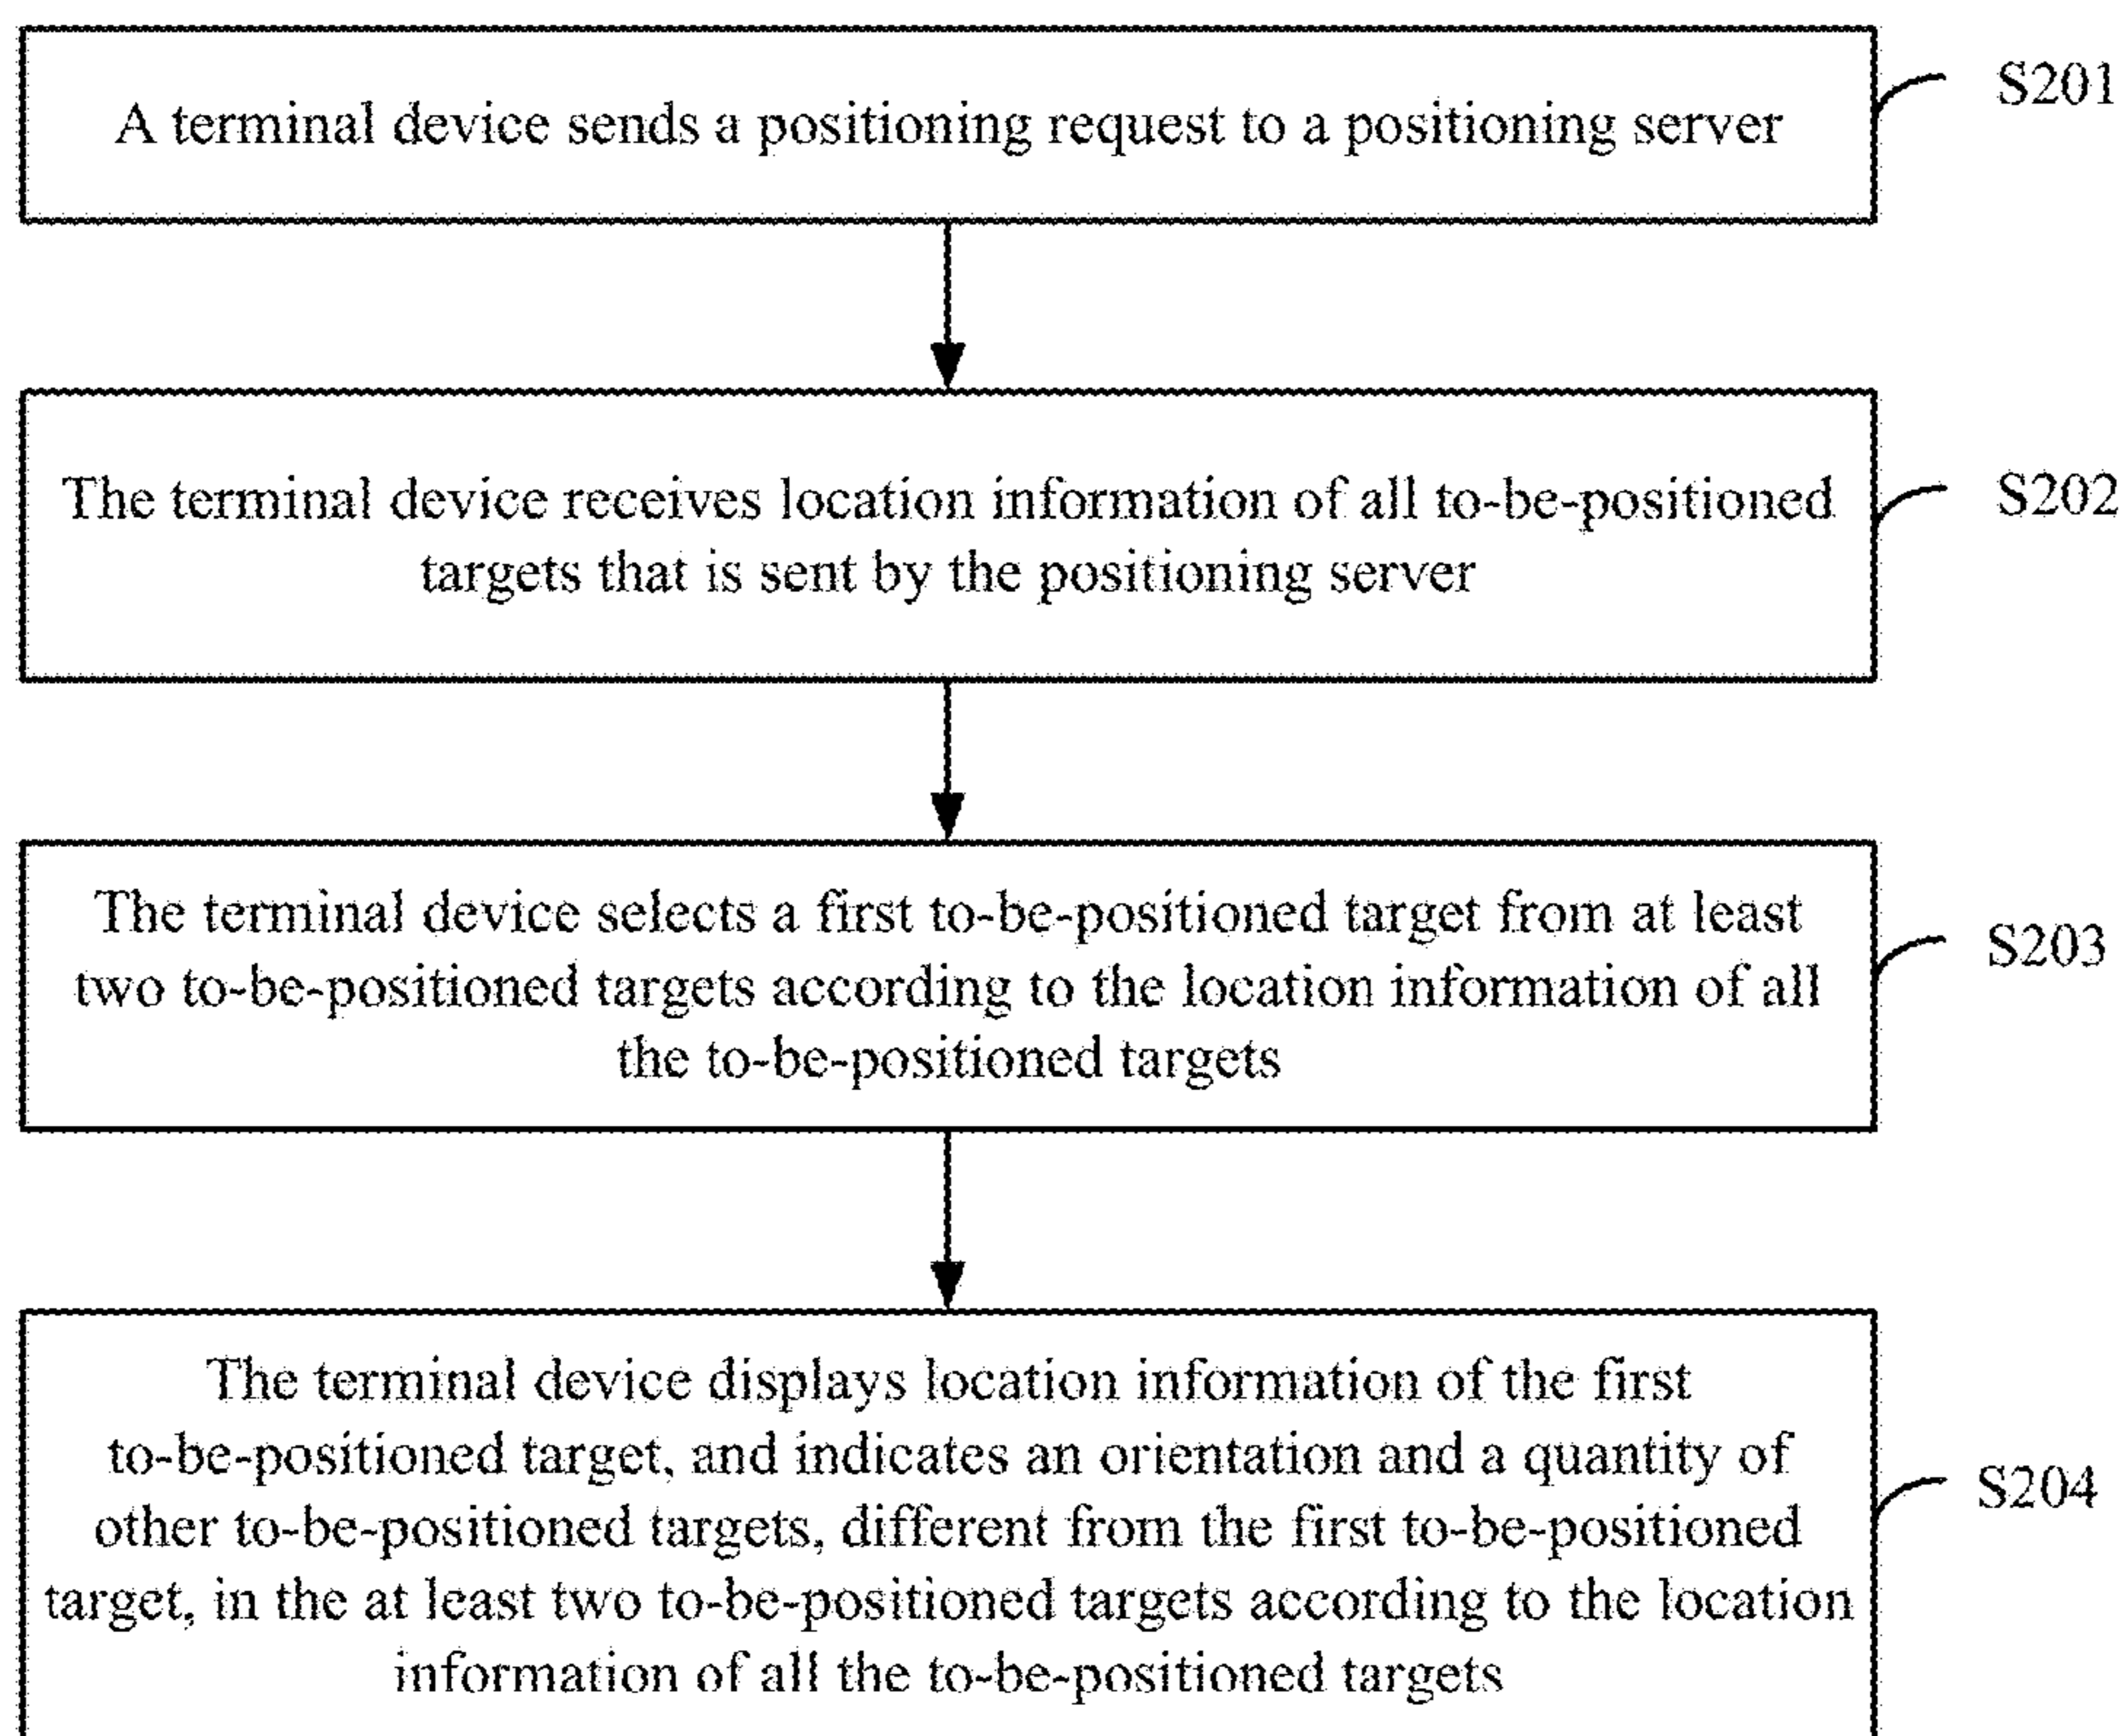 A terminal device sends a positioning request to a positioning server
S201
The terminal device receives location information of all to-be-positioned
targets that is sent by the positioning server
S202
The terminal device selects a first to-be-positioned target from at least
two to-be-positioned targets according to the location information of all
the to-be-positioned targets
S203
The terminal device displays location information of the first
to-be-positioned target, and indicates an orientation and a quantity of
other to-be-positioned targets, different from the first to-be-positioned
target, in the at least two to-be-positioned targets according to the location
information of all the to-be-positioned targets
S204